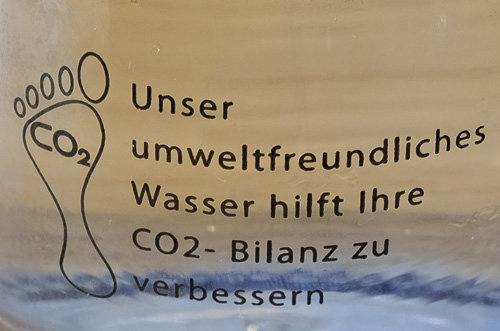 CO2
Unser
umweltfreundliches
Wasser hilft Ihre
CO2- Bilanz zu
verbessern